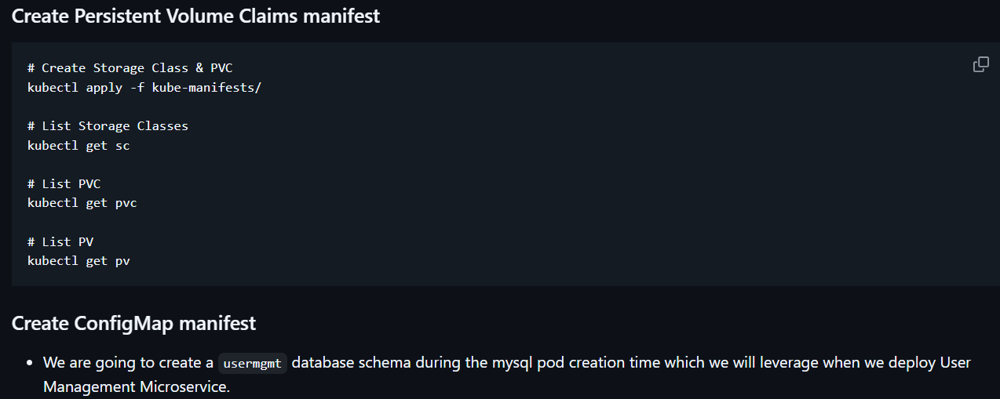 Create Persistent Volume Claims manifest
# Create Storage Class & PVC
kubectl apply -f kube-manifests/
# List Storage Classes
kubectl get sc
# List PVC
kubectl get pvc
# List PV
kubectl get pv
Create ConfigMap manifest
• We are going to create a usermgmt database schema during the mysql pod creation time which we will leverage when we deploy User
Management Microservice.